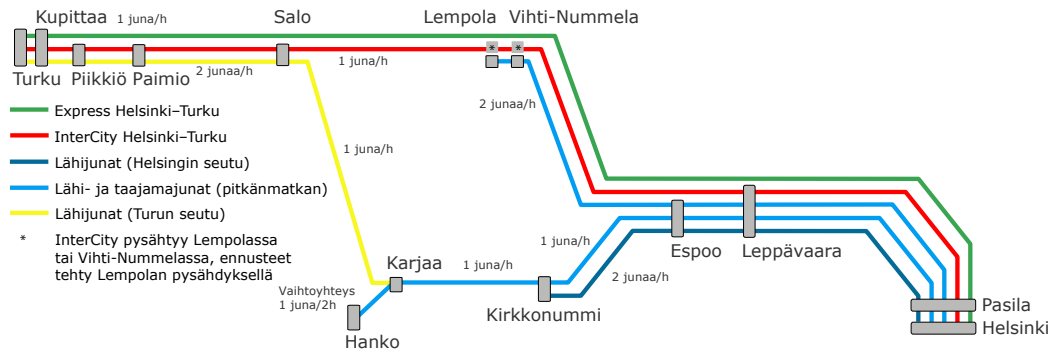 Kupittaa
1 juna/h
Salo
Lempola
Vihti-Nummela
*
*
Turku
Piikkiö
Paimio
2 junaa/h
1 juna/h
2 junaa/h
Express Helsinki–Turku
InterCity Helsinki–Turku
Lähijunat (Helsingin seutu)
Lähi- ja taajamajunat (pitkänmatkan)
Lähijunat (Turun seutu)
* InterCity pysähtyy Lempolassa
tai Vihti-Nummelassa, ennusteet
tehty Lempolan pysähdyksellä
1 juna/h
Karjaa
1 juna/h
1 juna/h
2 junaa/h
Espoo
Leppävaara
Vaihtoyhteys
1 juna/2h
Hanko
Kirkkonummi
Pasila
Helsinki